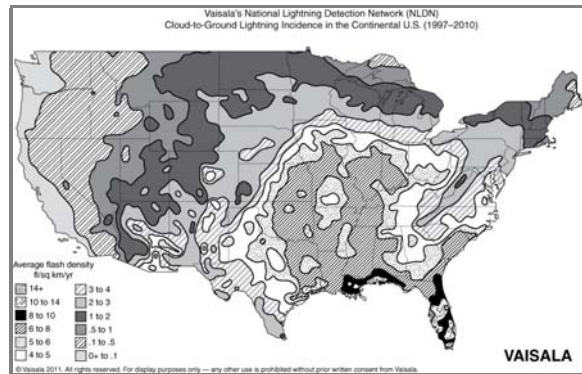 Vaisala's National Lightning Detection Network (NLDN)
Cloud-to-Ground Lightning Incidence in the Continental U.S. (1997–2010)
Average flash density
fl/sq km/yr
14+
10 to 14
8 to 10
6 to 8
5 to 6
4 to 5
3 to 4
2 to 3
1 to 2
.5 to 1
.1 to .5
0+ to .1
VAISALA
© Vaisala 2011. All rights reserved. For display purposes only — any other use is prohibited without prior written consent from Vaisala.